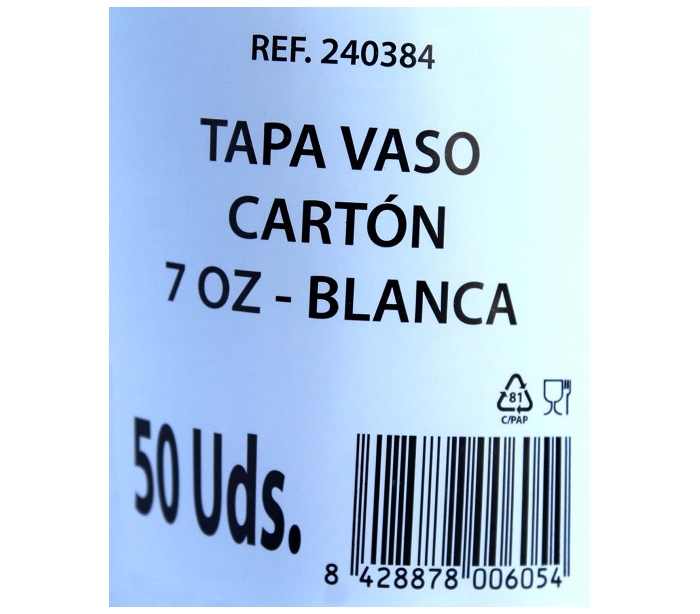 REF. 240384
TAPA VASO
CARTÓN
7 OZ - BLANCA
81
C/PAP
50 Uds.
8 428878 006054